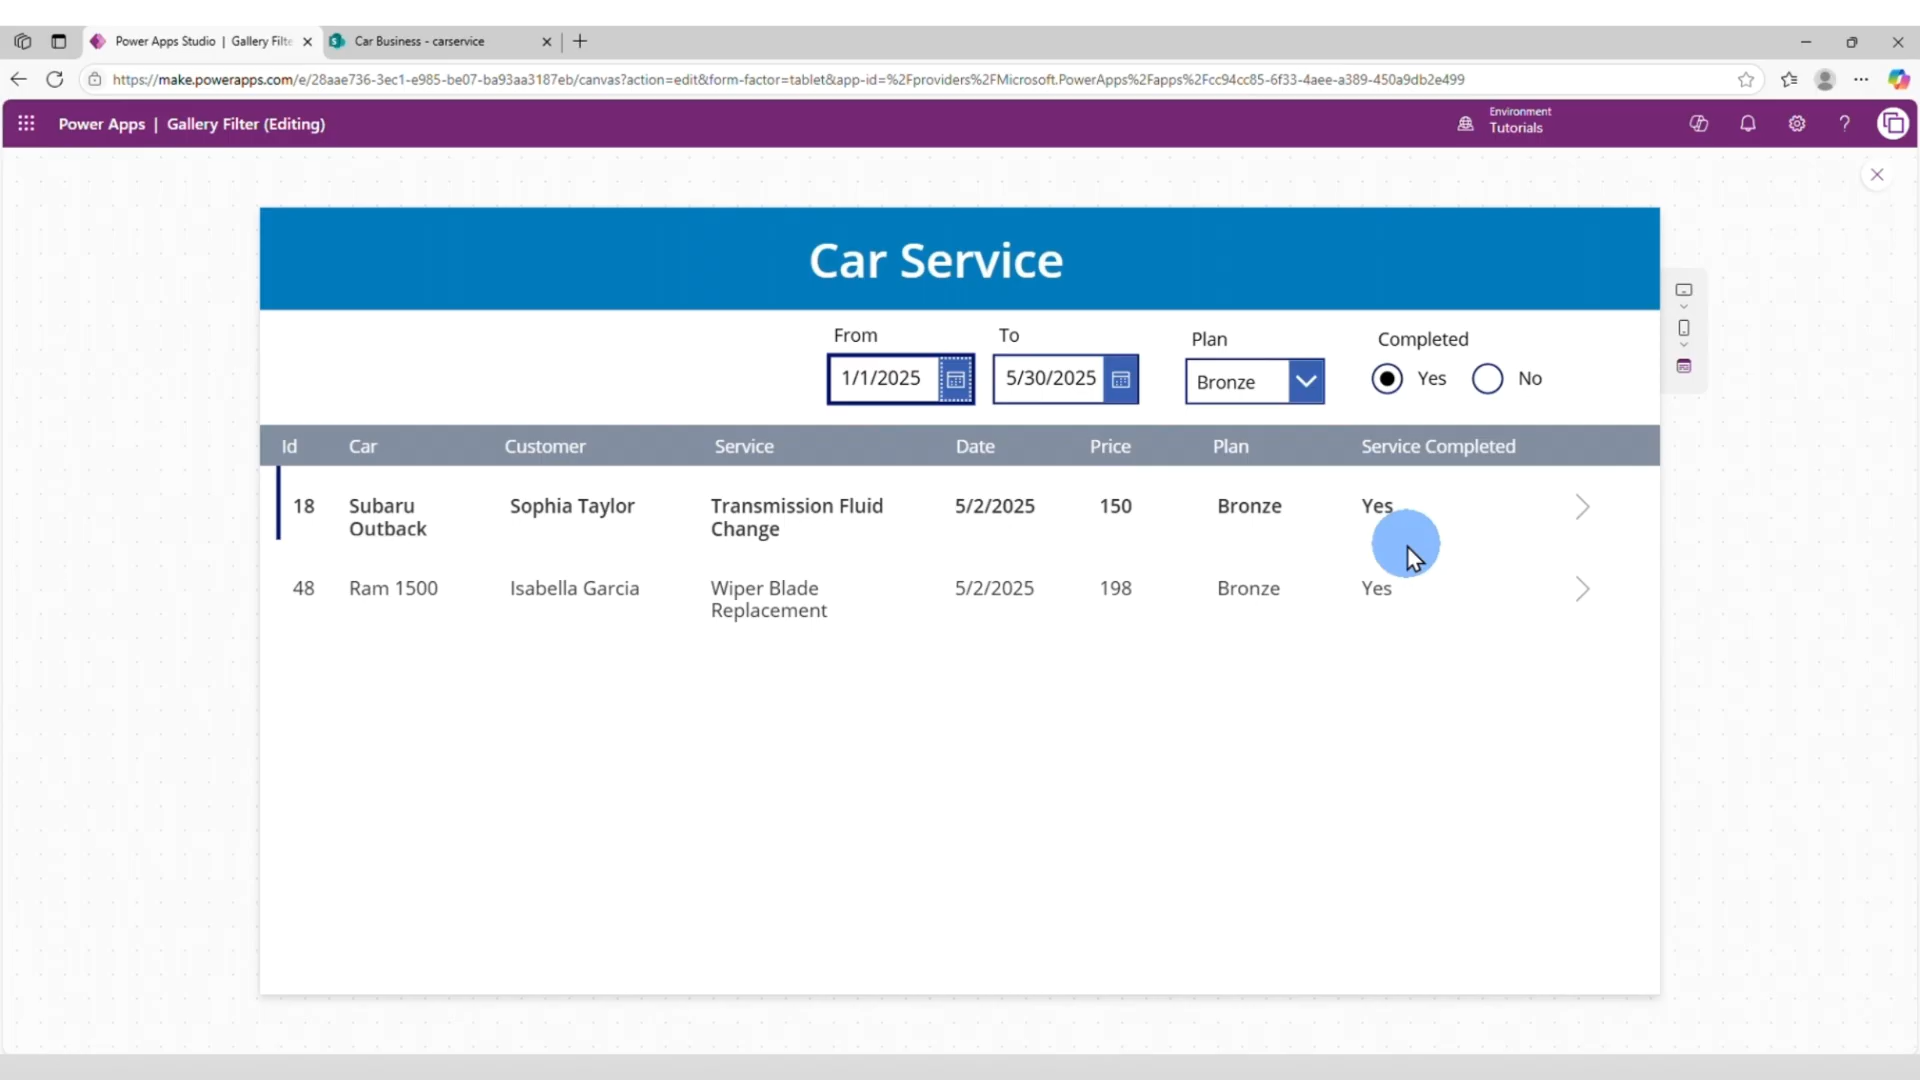 Power Apps Studio | Gallery Filte
Car Business - carservice
https://make.powerapps.com/e/28aae736-3ec1-e985-be07-ba93aa3187eb/canvas?action=edit&form-factor=tablet&app-id=%2Fproviders%2FMicrosoft.PowerApps%2Fapps%2Fcc94cc85-6f33-4aee-a389-450a9db2e499
Power Apps | Gallery Filter (Editing)
Environment
Tutorials
Car Service
From To Plan Completed
1/1/2025 5/30/2025 Bronze Yes No
Id Car Customer Service Date Price Plan Service Completed
18 Subaru Sophia Taylor Transmission Fluid 5/2/2025 150 Bronze Yes
Outback Change
48 Ram 1500 Isabella Garcia Wiper Blade 5/2/2025 198 Bronze Yes
Replacement